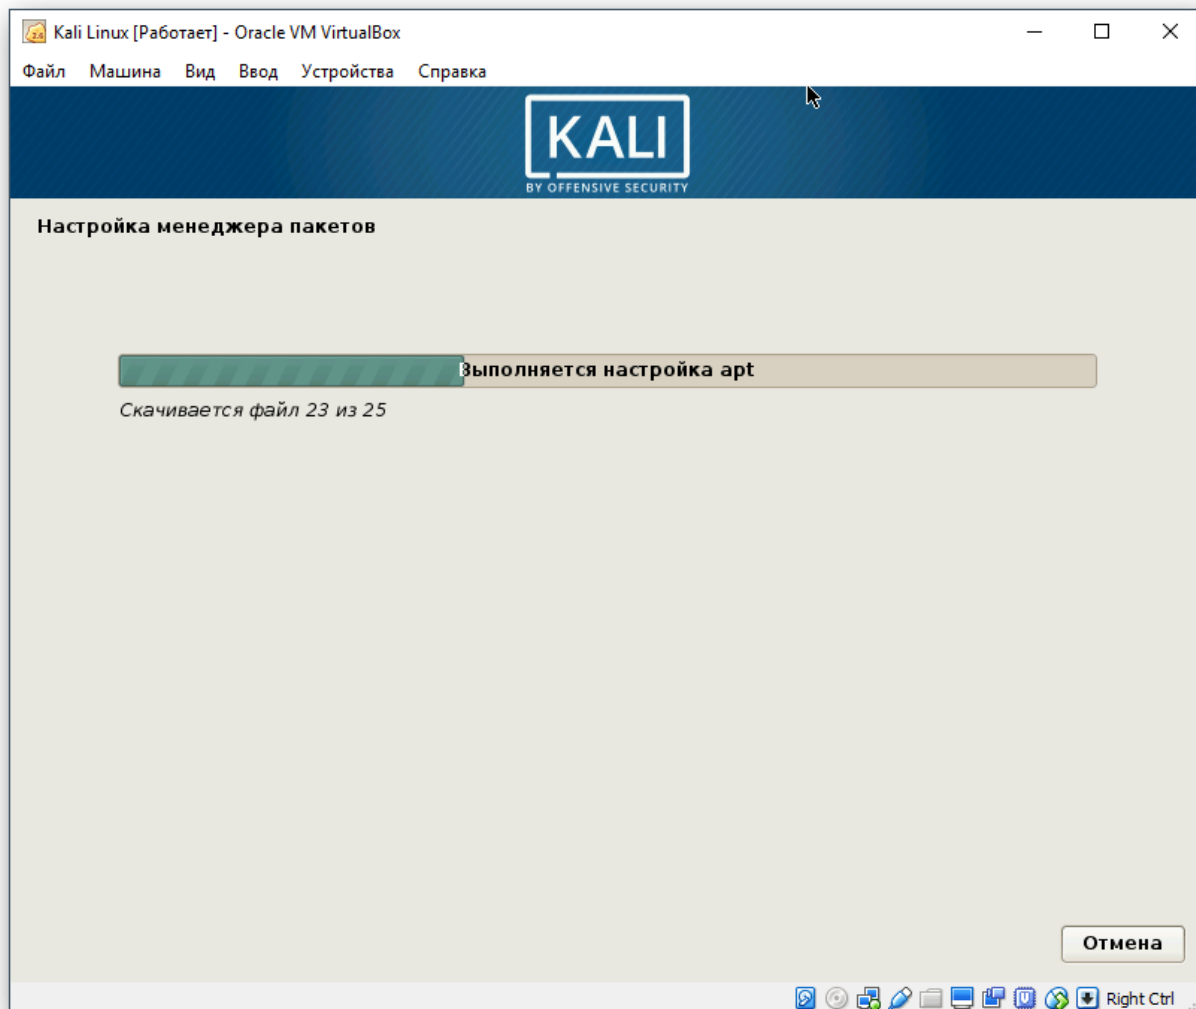 Kali Linux [Работает] - Oracle VM VirtualBox
Файл Машина Вид Ввод Устройства Справка
KALI
BY OFFENSIVE SECURITY
Настройка менеджера пакетов
Выполняется настройка apt
Скачивается файл 23 из 25
Отмена
Right Ctrl